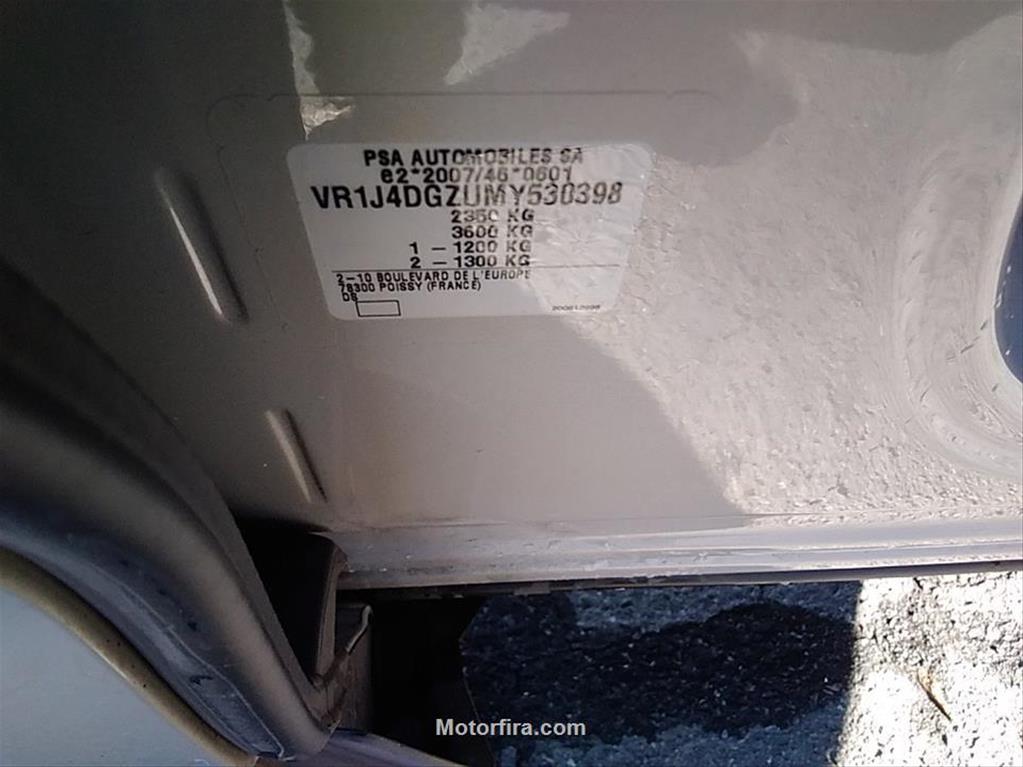 PSA AUTOMOBILES SA
e2*2007/46*0601
VR1J4DGZUMY530398
2350 KG
3600 KG
1 – 1200 KG
2 – 1300 KG
2–10 BOULEVARD DE L'EUROPE
78300 POISSY (FRANCE)
DS
Motorfira.com